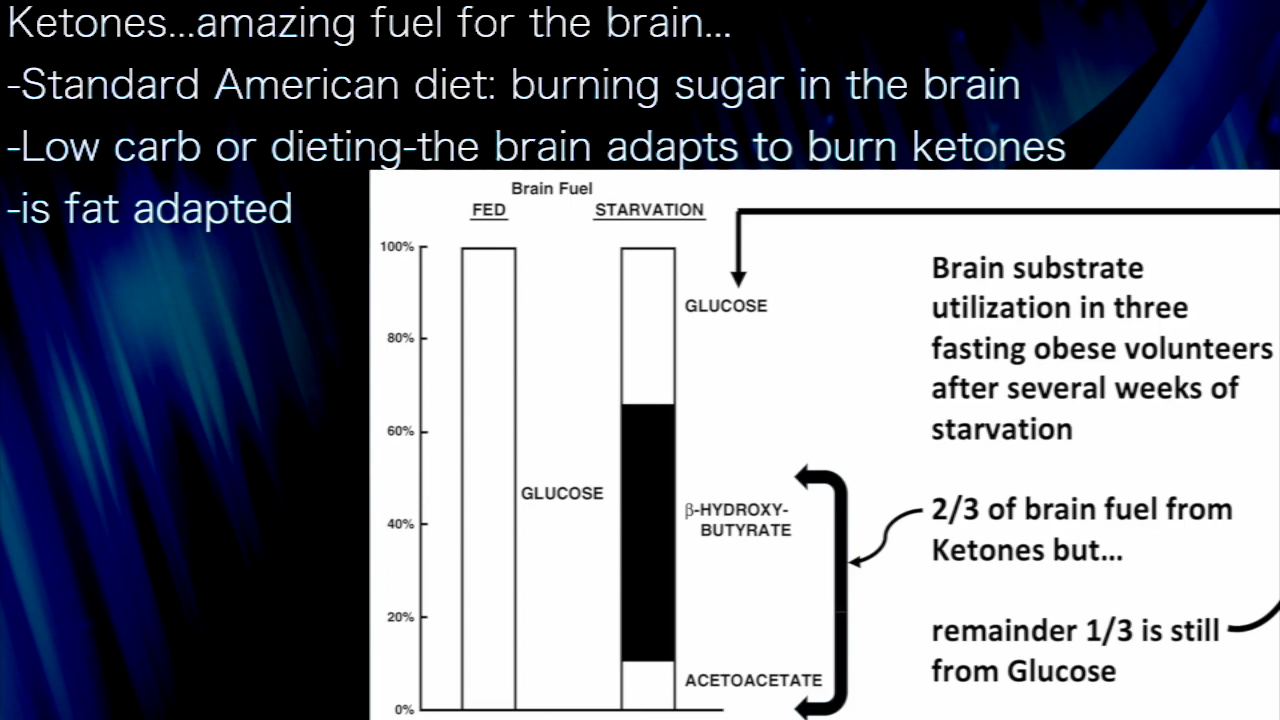 Ketones...amazing fuel for the brain...
-Standard American diet: burning sugar in the brain
-Low carb or dieting-the brain adapts to burn ketones
-is fat adapted
Brain Fuel
FED
STARVATION
100%
80%
60%
40%
20%
0%
GLUCOSE
GLUCOSE
β-HYDROXY-
BUTYRATE
ACETOACETATE
Brain substrate
utilization in three
fasting obese volunteers
after several weeks of
starvation
2/3 of brain fuel from
Ketones but...
remainder 1/3 is still
from Glucose